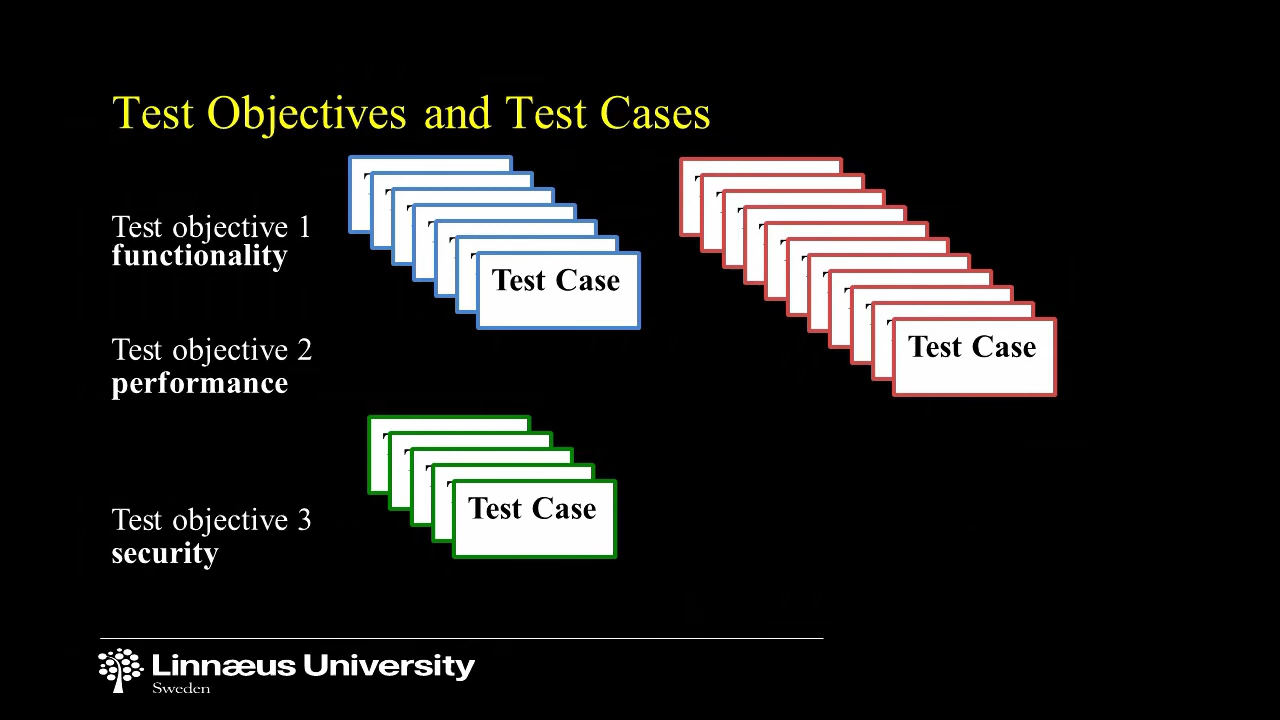 Test Objectives and Test Cases
Test objective 1
functionality
Test Case
Test objective 2
performance
Test Case
Test objective 3
security
Test Case
Linnæus University
Sweden